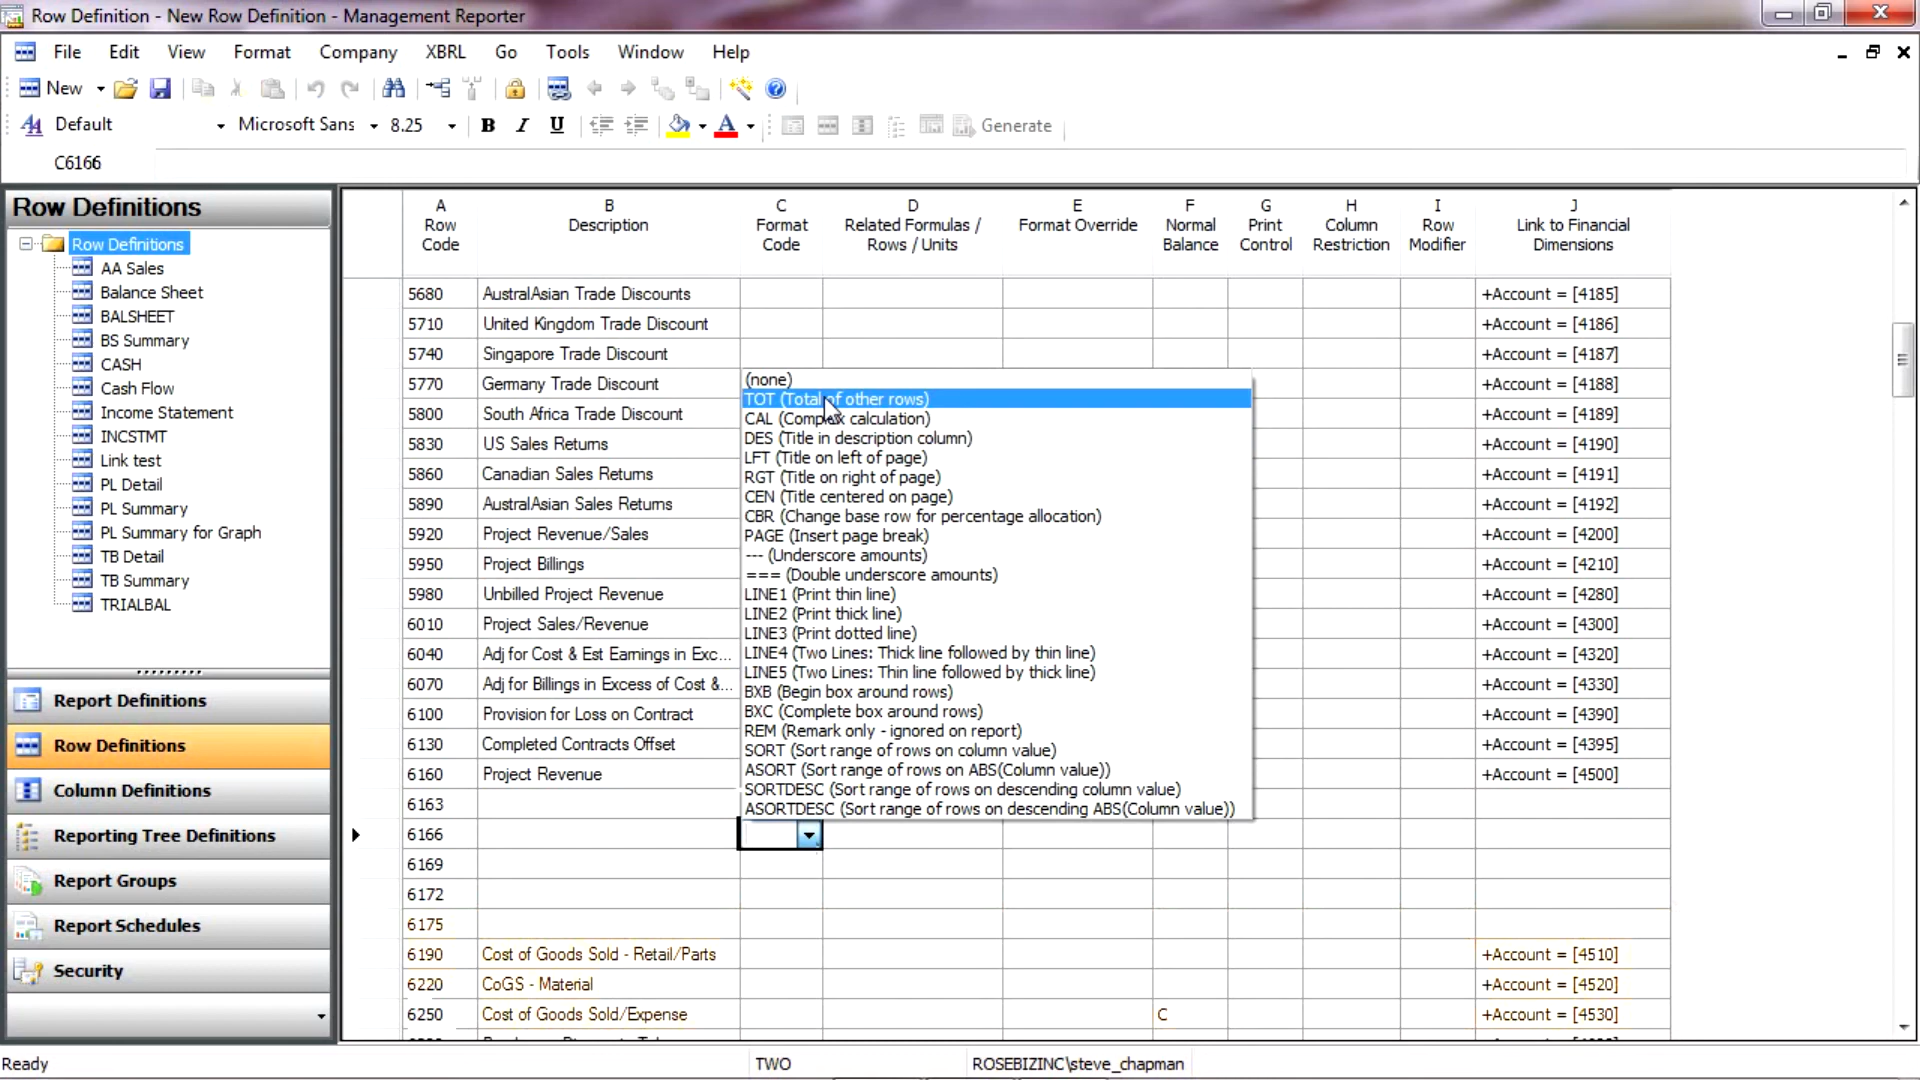 Row Definition - New Row Definition - Management Reporter
File Edit View Format Company XBRL Go Tools Window Help
New
Default Microsoft Sans 8.25 B I U A Generate
C6166
Row Definitions
Row Definitions
AA Sales
Balance Sheet
BALSHEET
BS Summary
CASH
Cash Flow
Income Statement
INCSTMT
Link test
PL Detail
PL Summary
PL Summary for Graph
TB Detail
TB Summary
TRIALBAL
Report Definitions
Row Definitions
Column Definitions
Reporting Tree Definitions
Report Groups
Report Schedules
Security
A B C D E F G H I J
Row Code Description Format Code Related Formulas / Rows / Units Format Override Normal Balance Print Control Column Restriction Row Modifier Link to Financial Dimensions
5680 AustralAsian Trade Discounts +Account = [4185]
5710 United Kingdom Trade Discount +Account = [4186]
5740 Singapore Trade Discount +Account = [4187]
5770 Germany Trade Discount +Account = [4188]
5800 South Africa Trade Discount +Account = [4189]
5830 US Sales Returns +Account = [4190]
5860 Canadian Sales Returns +Account = [4191]
5890 AustralAsian Sales Returns +Account = [4192]
5920 Project Revenue/Sales +Account = [4200]
5950 Project Billings +Account = [4210]
5980 Unbilled Project Revenue +Account = [4280]
6010 Project Sales/Revenue +Account = [4300]
6040 Adj for Cost & Est Earnings in Exc... +Account = [4320]
6070 Adj for Billings in Excess of Cost &... +Account = [4330]
6100 Provision for Loss on Contract +Account = [4390]
6130 Completed Contracts Offset +Account = [4395]
6160 Project Revenue +Account = [4500]
6163
6166
6169
6172
6175
6190 Cost of Goods Sold - Retail/Parts +Account = [4510]
6220 CoGS - Material +Account = [4520]
6250 Cost of Goods Sold/Expense C +Account = [4530]
(none)
TOT (Total of other rows)
CAL (Complex calculation)
DES (Title in description column)
LFT (Title on left of page)
RGT (Title on right of page)
CEN (Title centered on page)
CBR (Change base row for percentage allocation)
PAGE (Insert page break)
--- (Underscore amounts)
=== (Double underscore amounts)
LINE1 (Print thin line)
LINE2 (Print thick line)
LINE3 (Print dotted line)
LINE4 (Two Lines: Thick line followed by thin line)
LINE5 (Two Lines: Thin line followed by thick line)
BXB (Begin box around rows)
BXC (Complete box around rows)
REM (Remark only - ignored on report)
SORT (Sort range of rows on column value)
ASORT (Sort range of rows on ABS(Column value))
SORTDESC (Sort range of rows on descending column value)
ASORTDESC (Sort range of rows on descending ABS(Column value))
Ready TWO ROSEBIZINC\steve_chapman